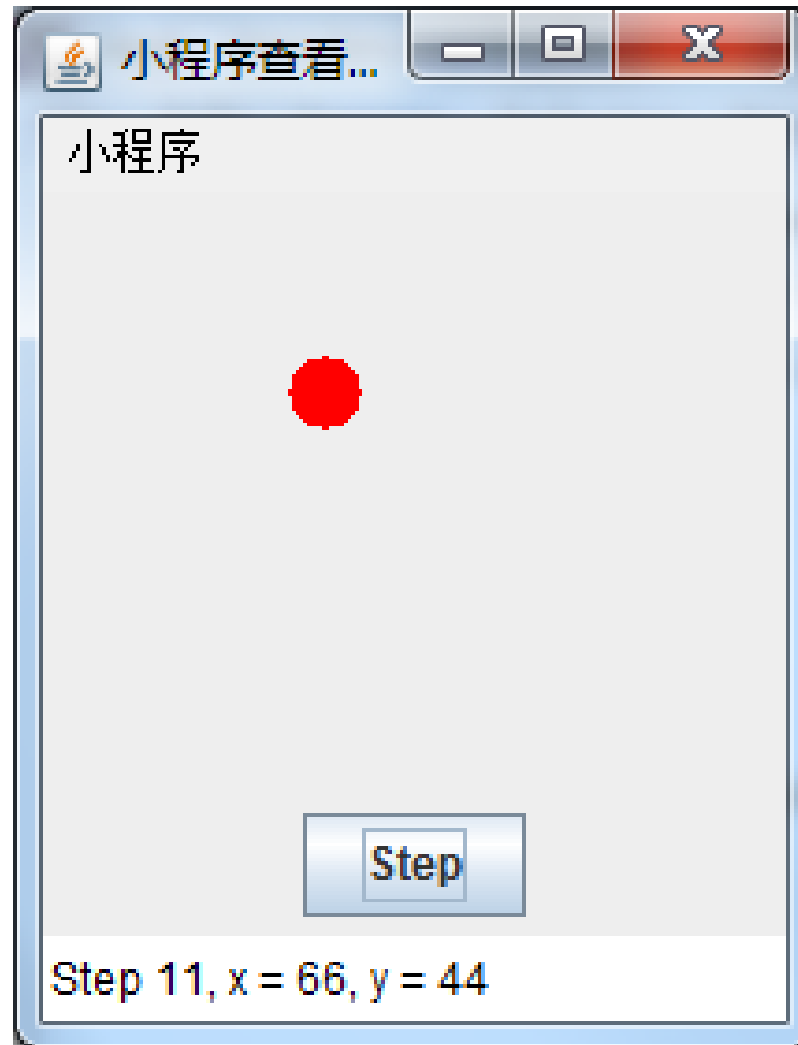 小程序查看...
小程序
Step
Step 11, x = 66, y = 44